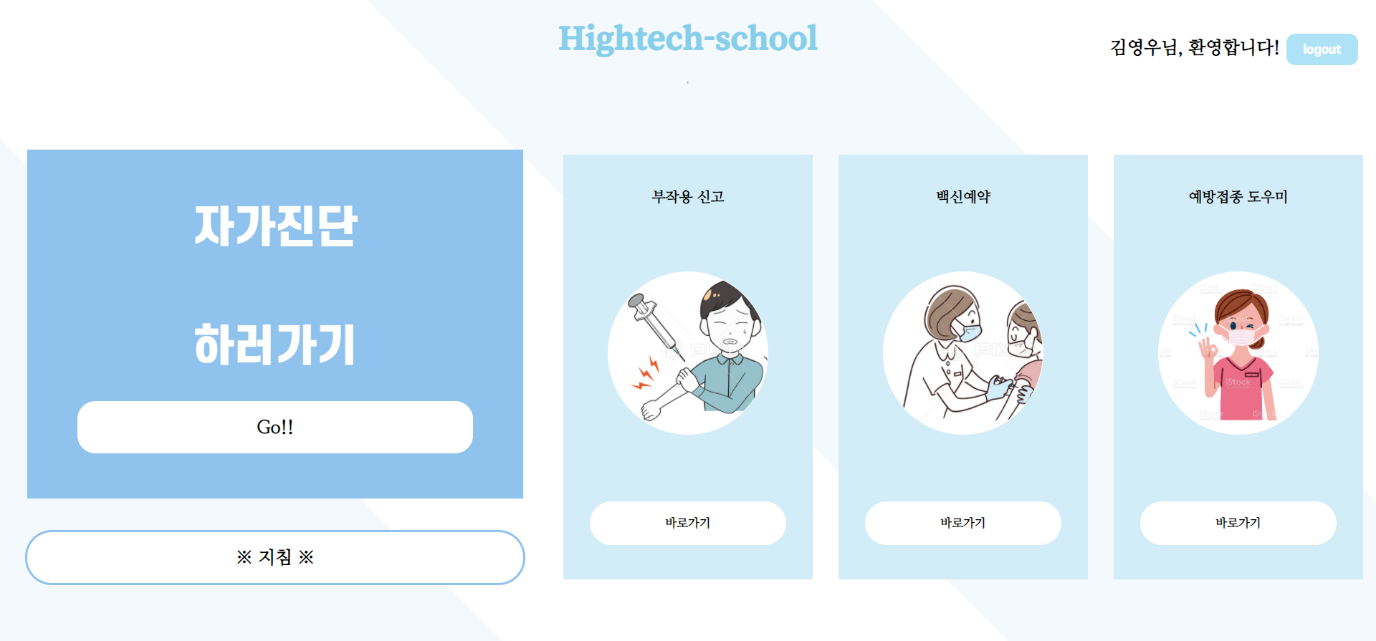 Hightech-school
김영우님, 환영합니다! logout
자가진단
하러가기
Go!!
※ 지침 ※
부작용 신고
바로가기
백신예약
바로가기
예방접종 도우미
iStock
바로가기